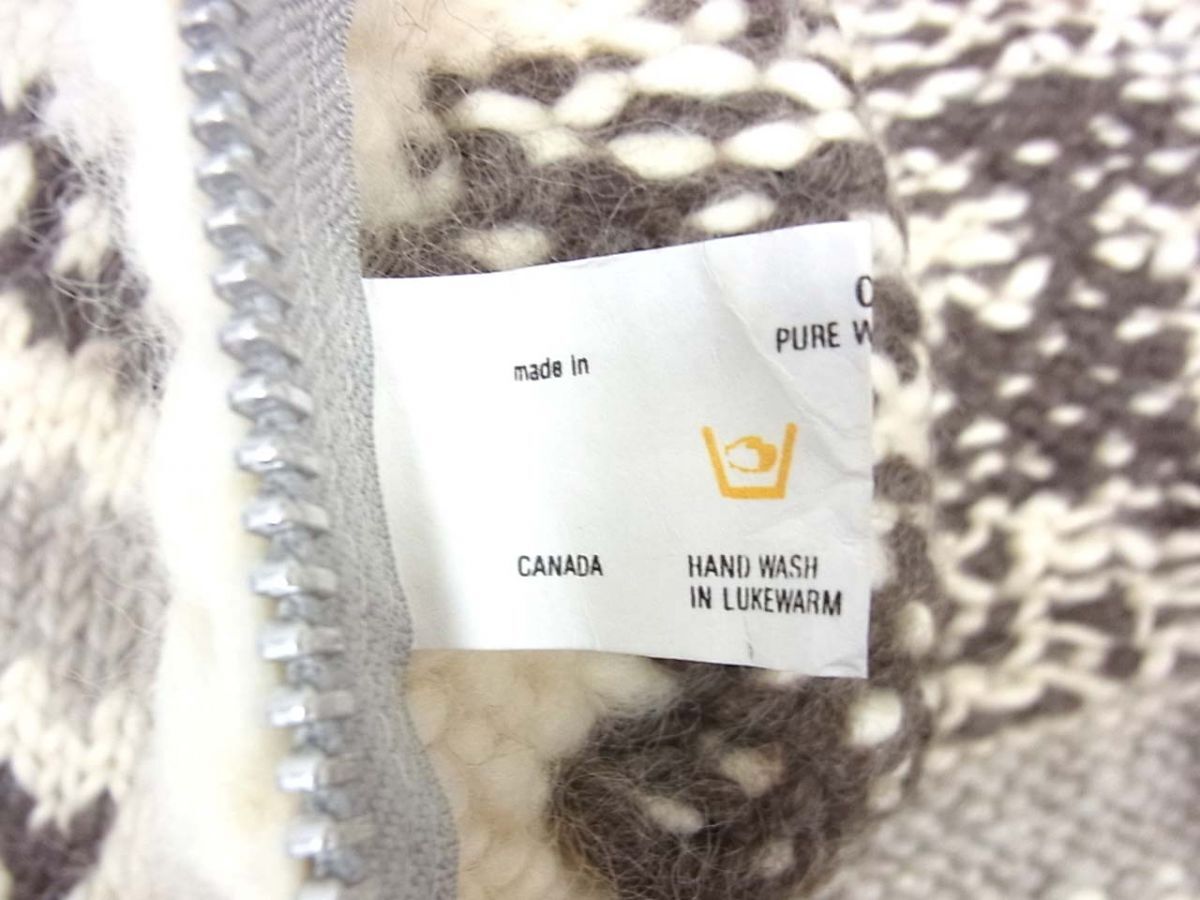 PURE
made in
CANADA
HAND WASH
IN LUKEWARM